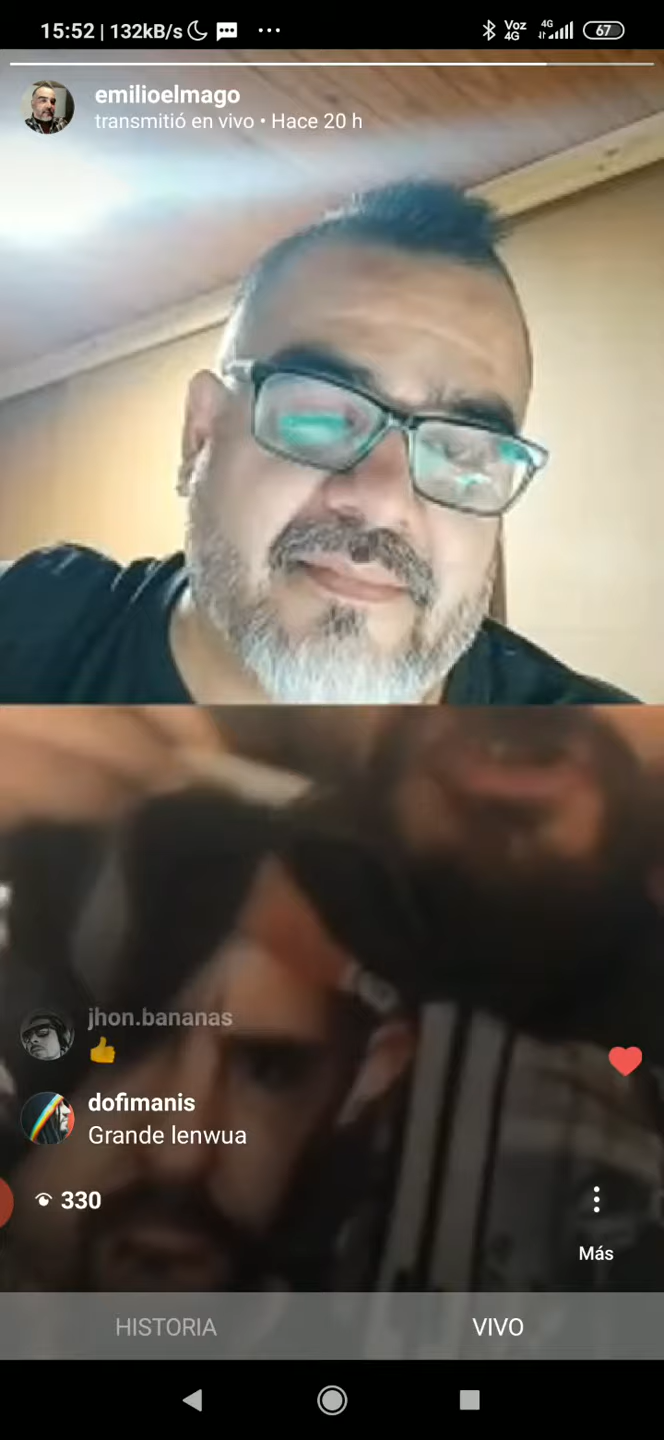 15:52 | 132kB/s
Voz 4G
4G
67
emilioelmago
transmitió en vivo • Hace 20 h
jhon.bananas
👍
dofimanis
Grande lenwua
330
Más
HISTORIA
VIVO